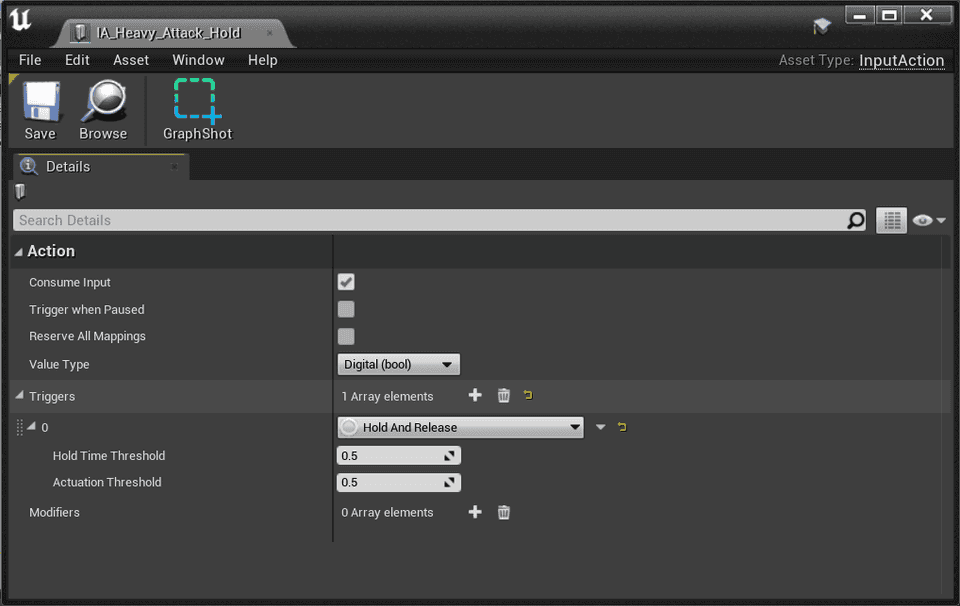 IA_Heavy_Attack_Hold
File Edit Asset Window Help Asset Type: InputAction
Save Browse GraphShot
Details
Search Details
Action
Consume Input
Trigger when Paused
Reserve All Mappings
Value Type Digital (bool)
Triggers 1 Array elements
0 Hold And Release
Hold Time Threshold 0.5
Actuation Threshold 0.5
Modifiers 0 Array elements